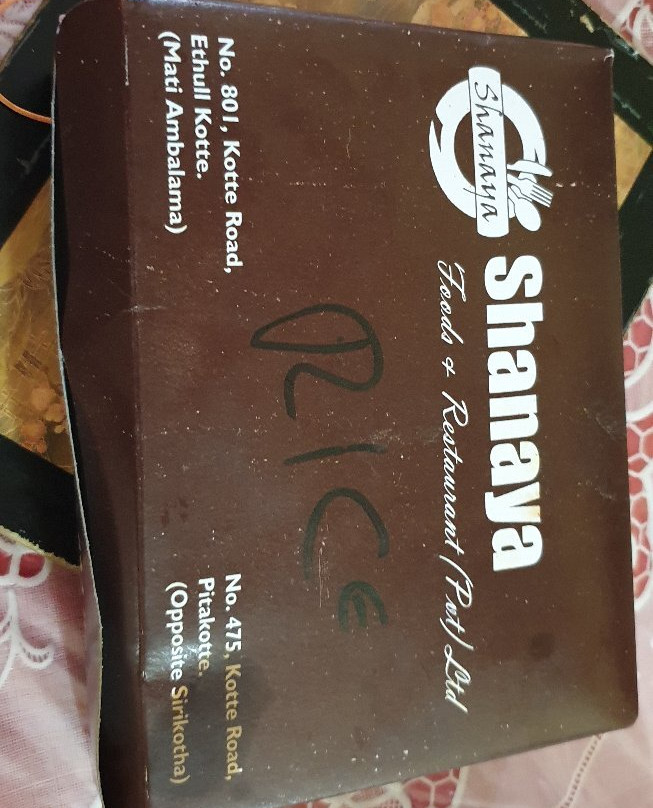 Shanaya
Shanaya
Foods & Restaurant (Pvt) Ltd
RICE
No. 801, Kotte Road,
Ethull Kotte.
(Mati Ambalama)
No. 475, Kotte Road,
Pitakotte.
(Opposite Sirikotha)